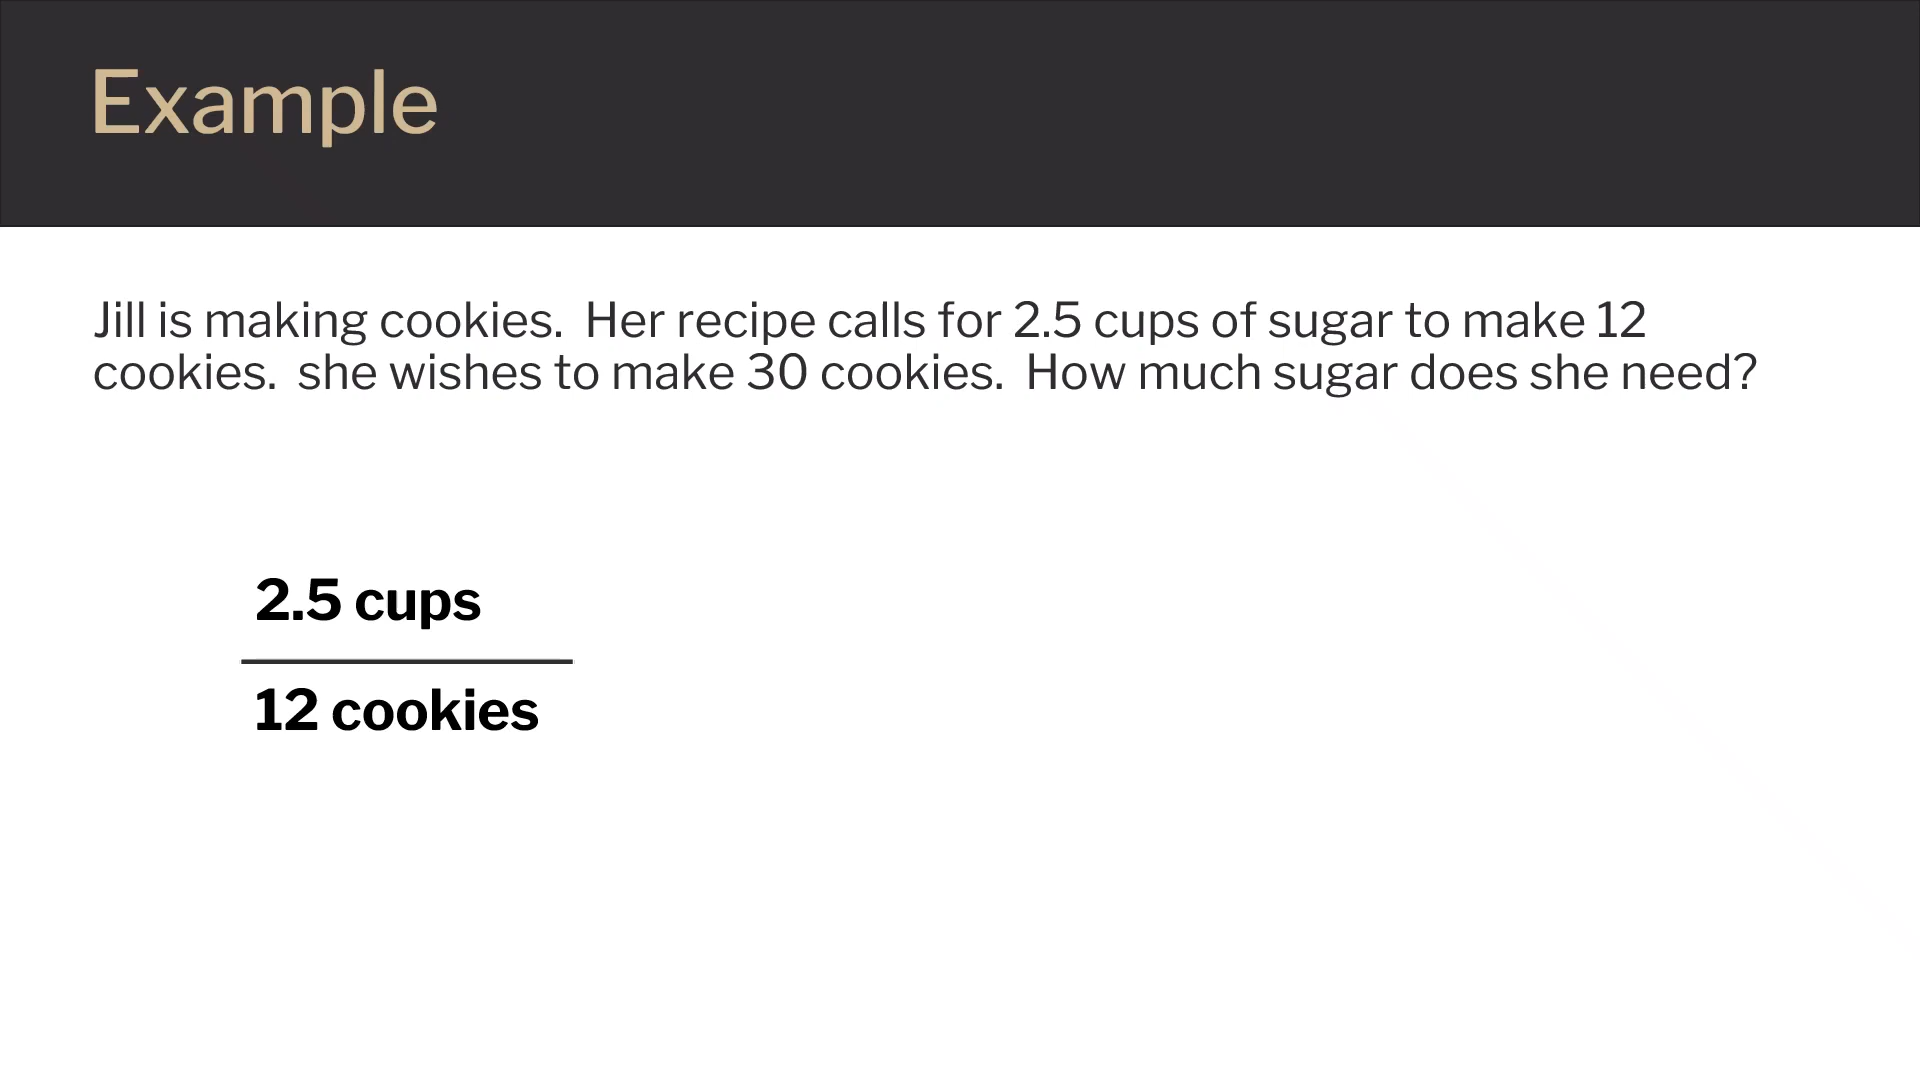 Example
Jill is making cookies.  Her recipe calls for 2.5 cups of sugar to make 12
cookies.  she wishes to make 30 cookies.  How much sugar does she need?
2.5 cups
12 cookies